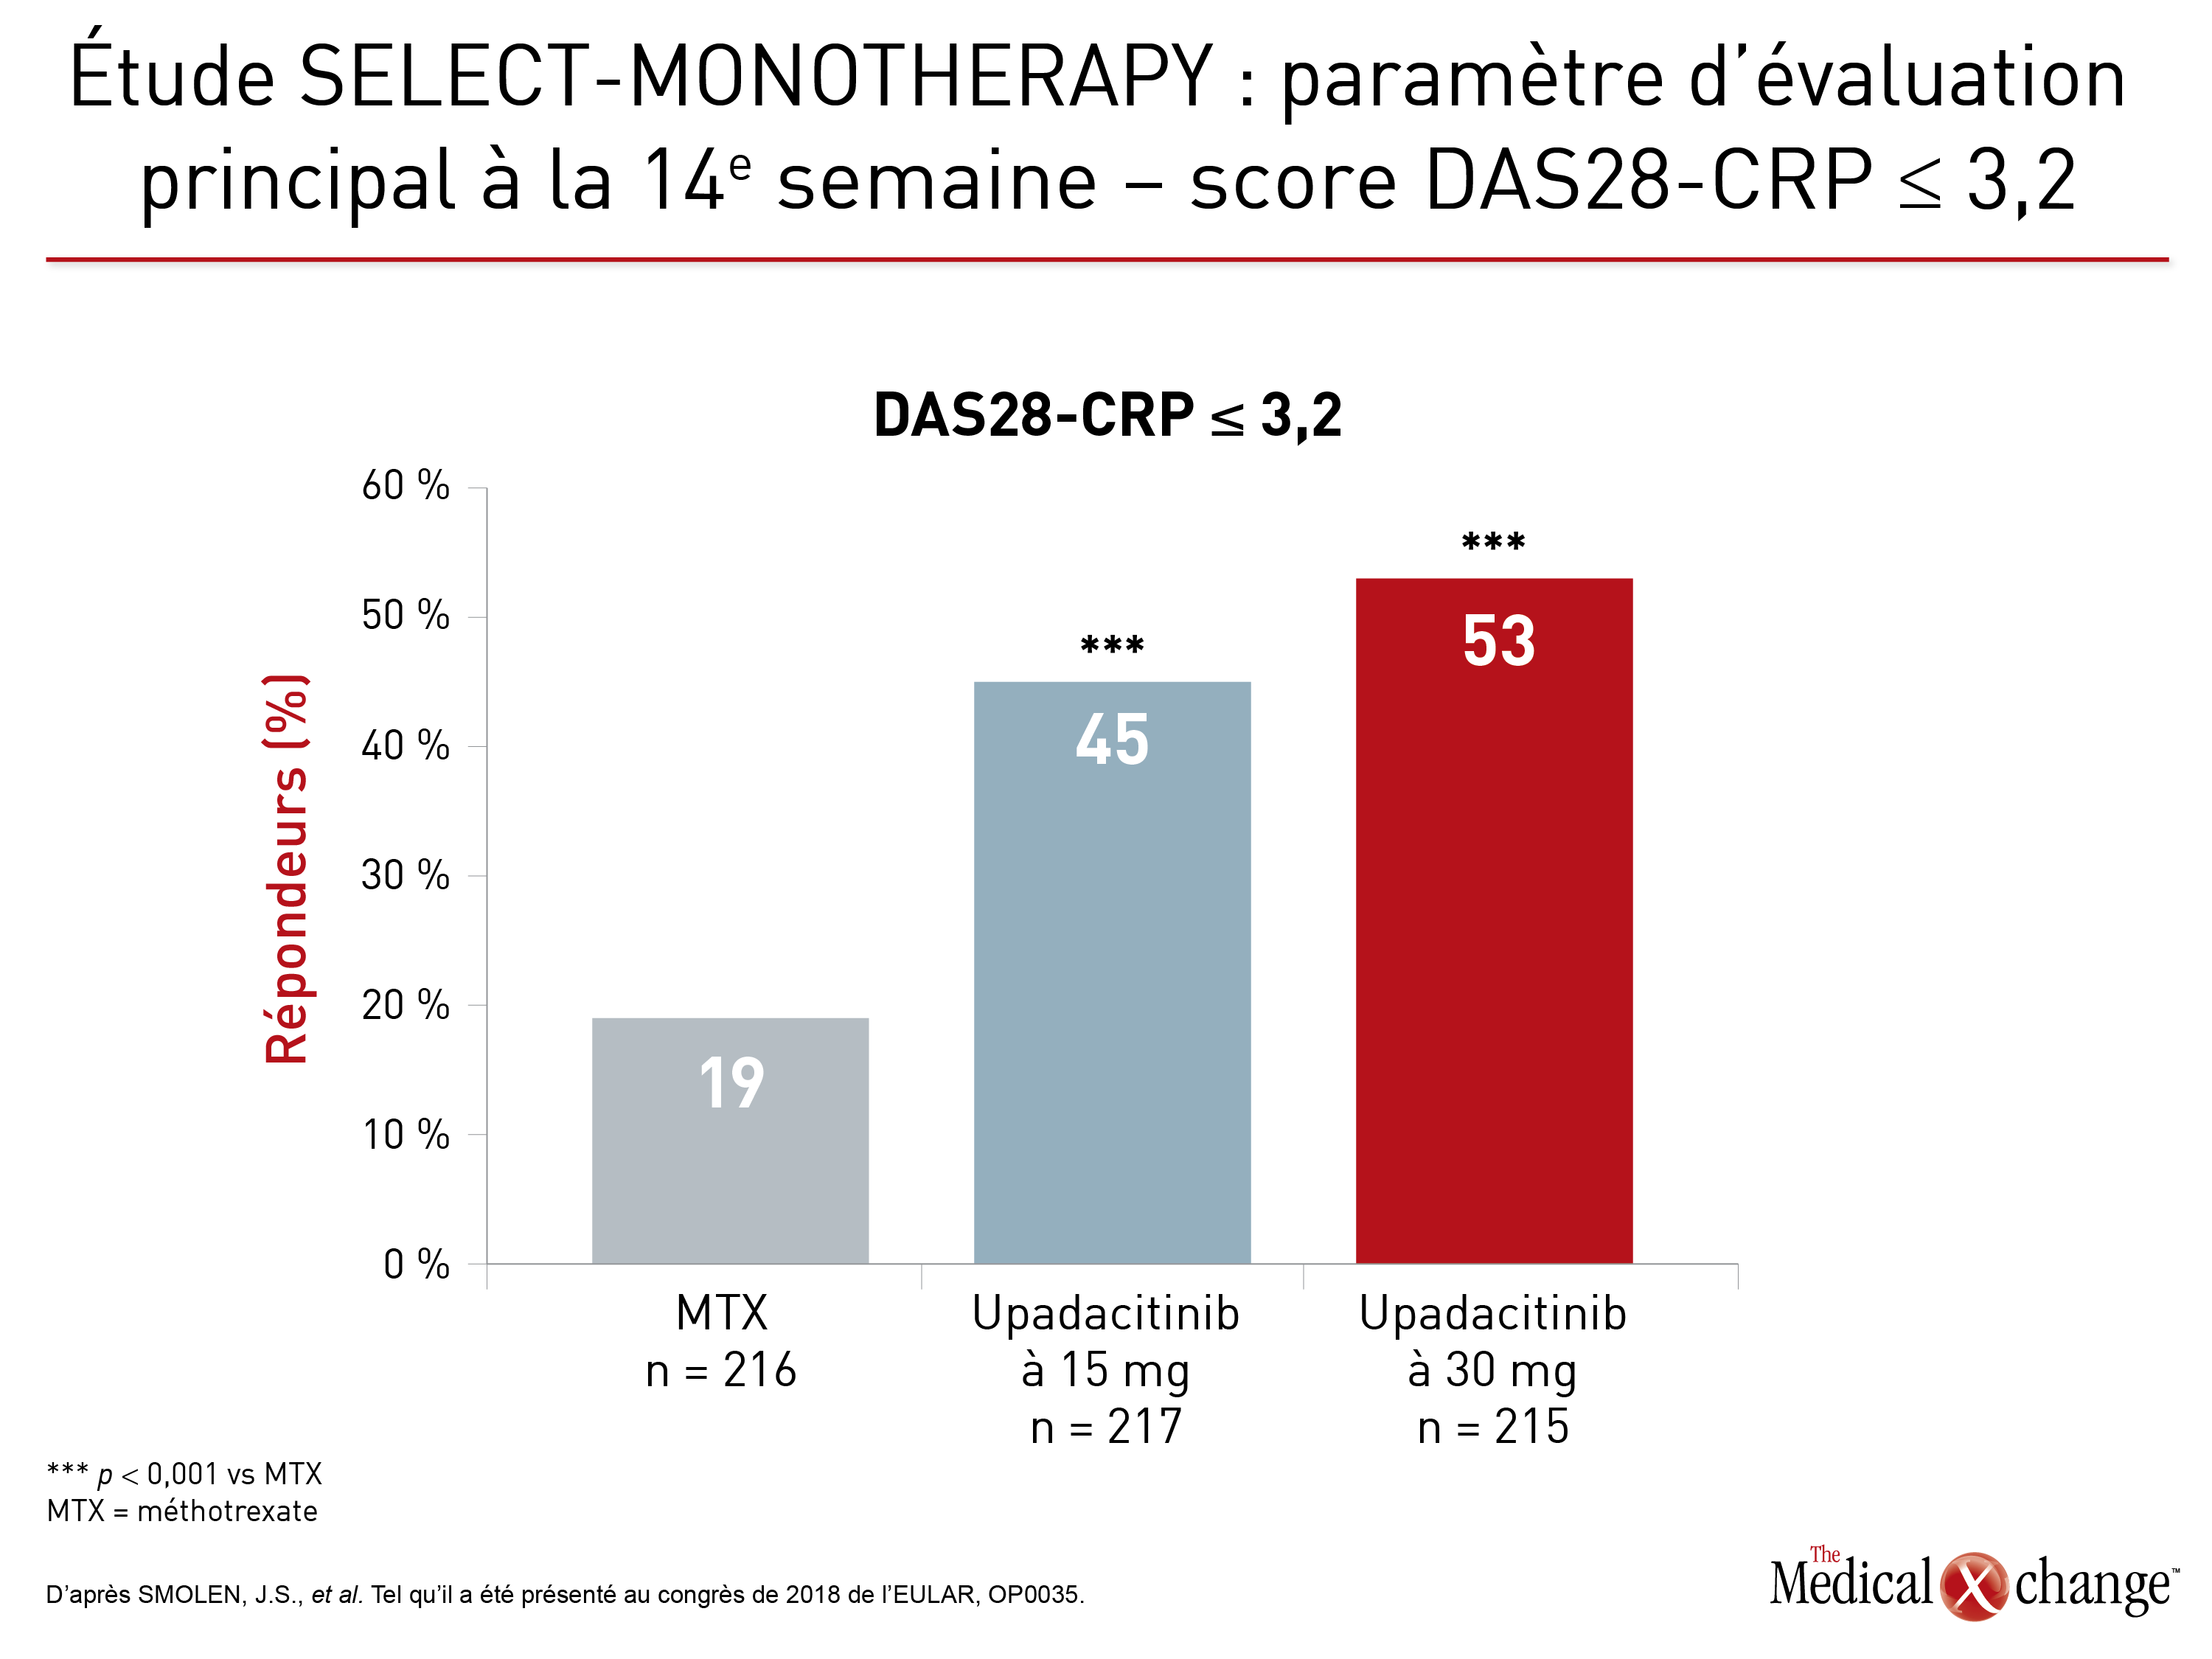 Étude SELECT-MONOTHERAPY : paramètre d’évaluation
principal à la 14e semaine – score DAS28-CRP ≤ 3,2
DAS28-CRP ≤ 3,2
Répondeurs (%)
60 %
50 %
40 %
30 %
20 %
10 %
0 %
19
***
45
***
53
MTX
n = 216
Upadacitinib
à 15 mg
n = 217
Upadacitinib
à 30 mg
n = 215
*** p < 0,001 vs MTX
MTX = méthotrexate
D’après SMOLEN, J.S., et al. Tel qu’il a été présenté au congrès de 2018 de l’EULAR, OP0035.
The
Medical Xchange™